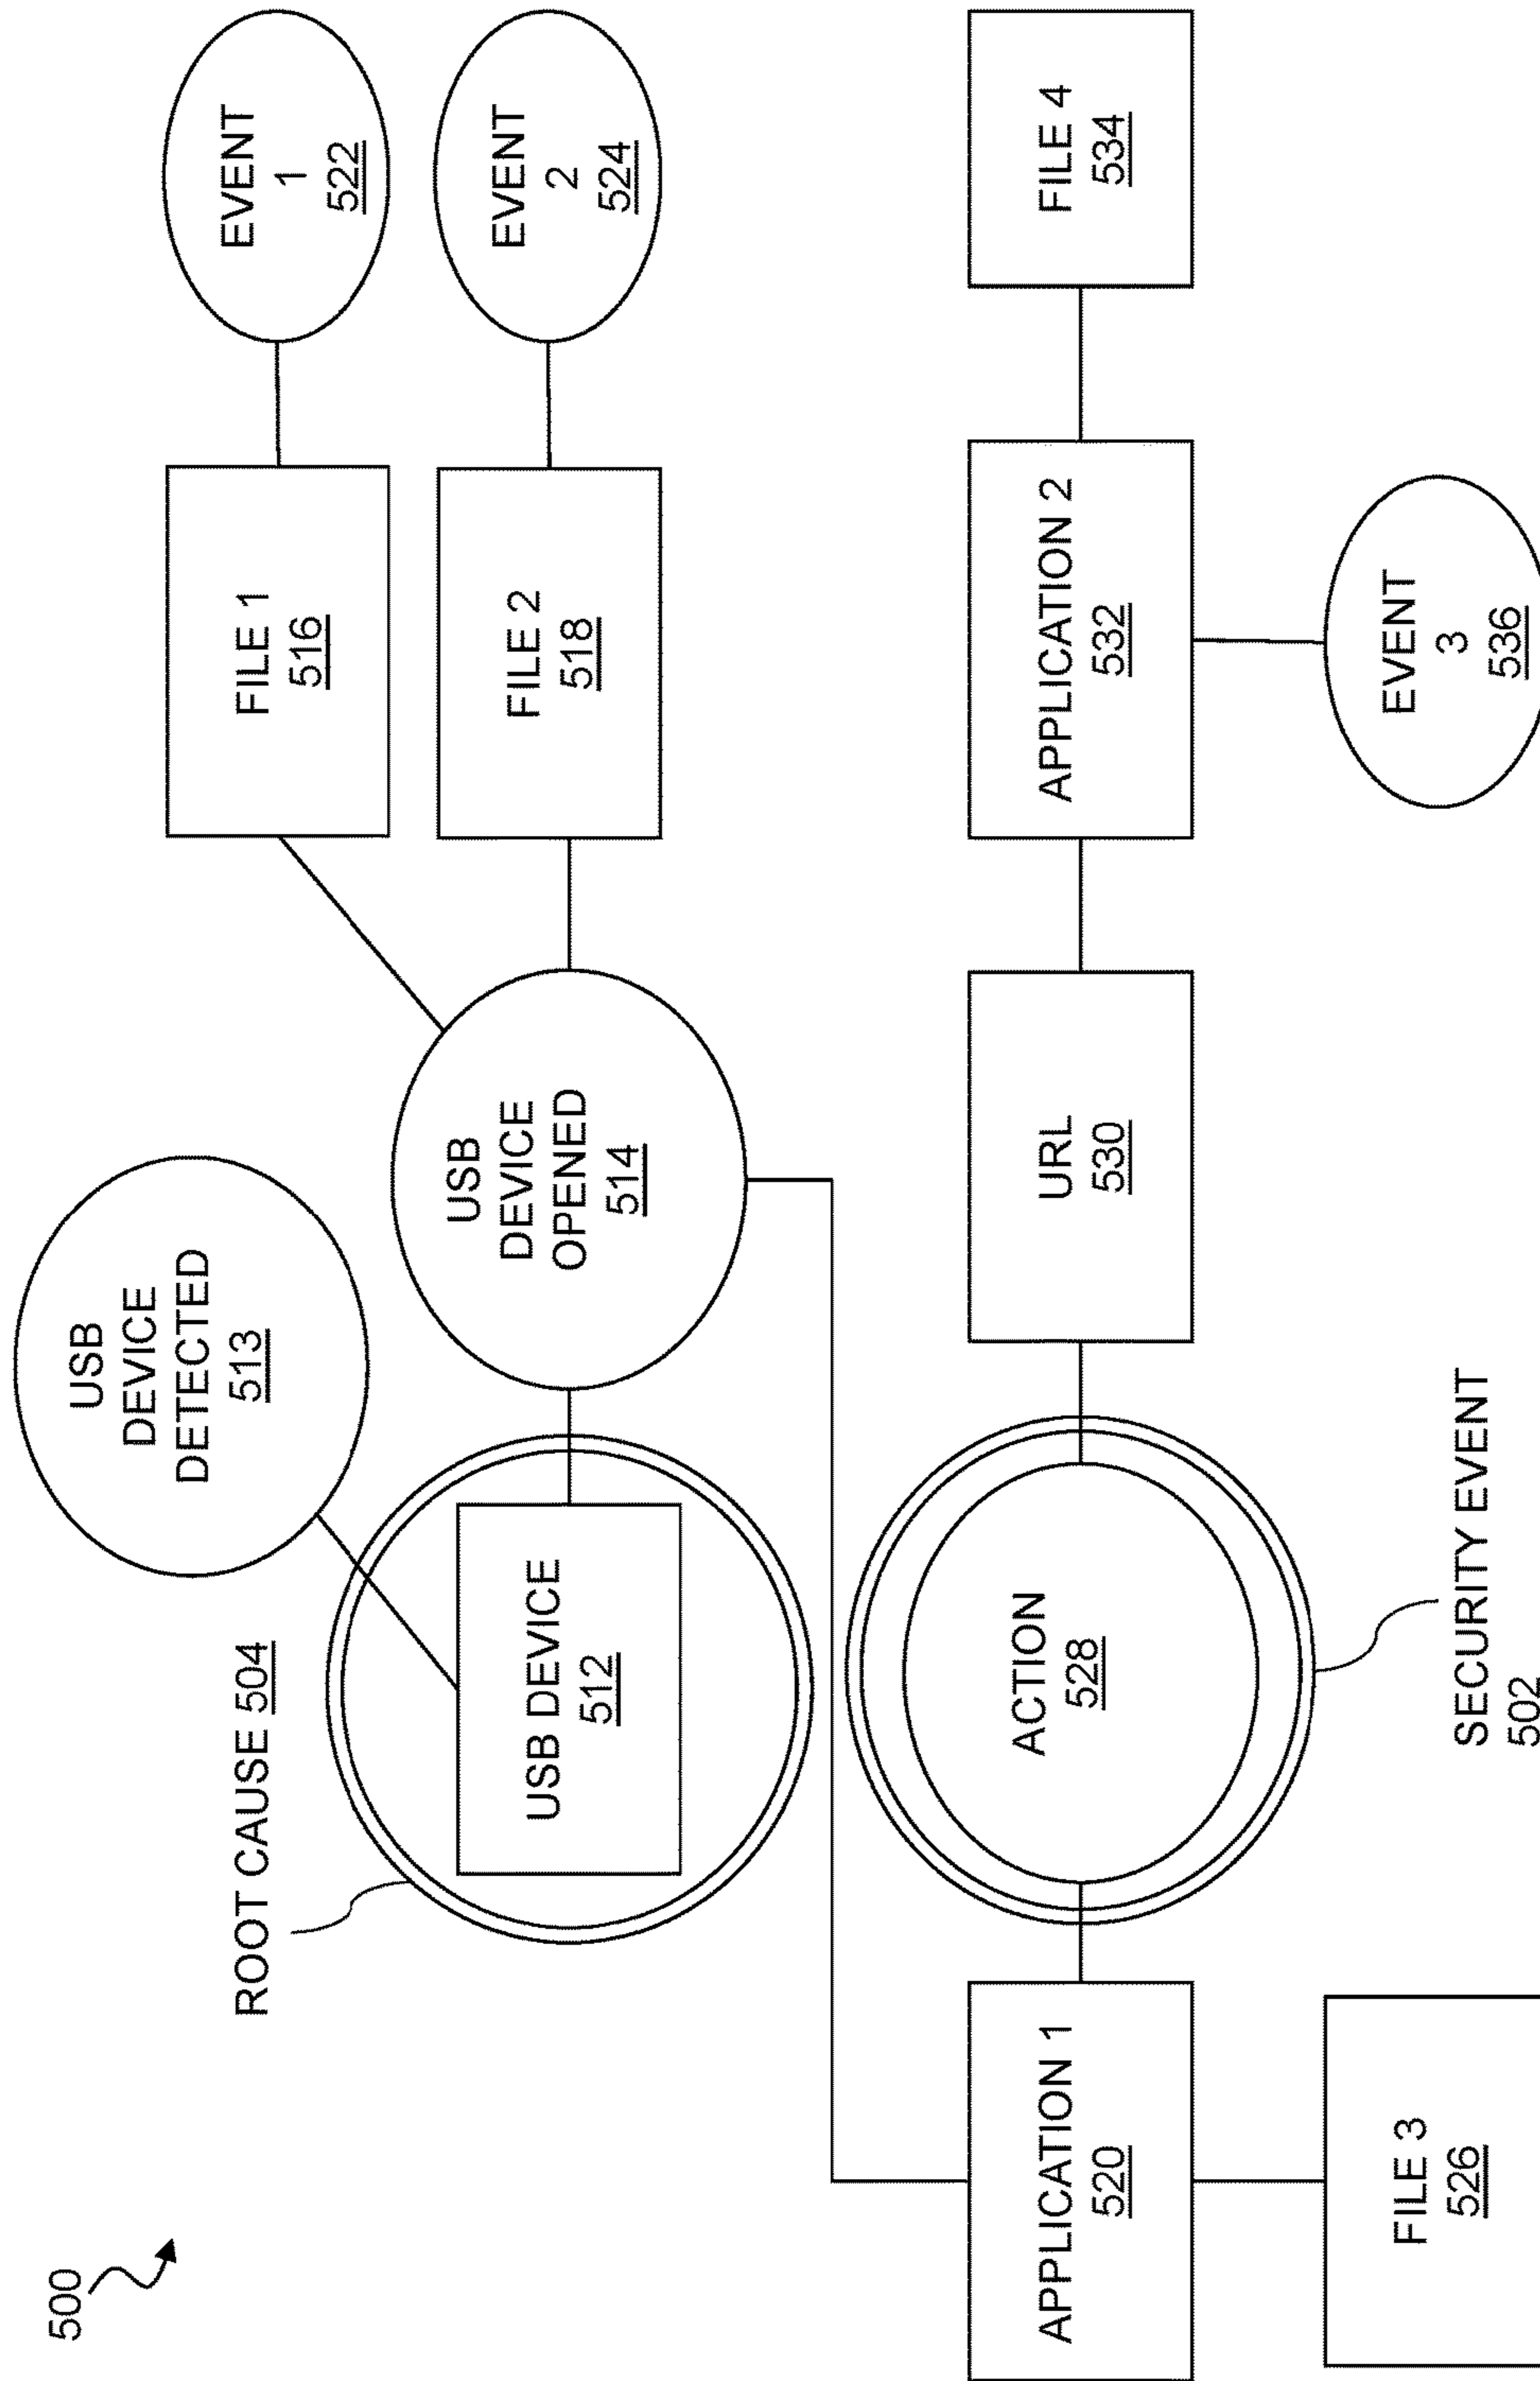 500
ROOT CAUSE 504
USB DEVICE
512
USB
DEVICE
DETECTED
513
USB
DEVICE
OPENED
514
FILE 1
516
EVENT
1
522
FILE 2
518
EVENT
2
524
APPLICATION 1
520
ACTION
528
URL
530
APPLICATION 2
532
FILE 4
534
FILE 3
526
SECURITY EVENT
502
EVENT
3
536